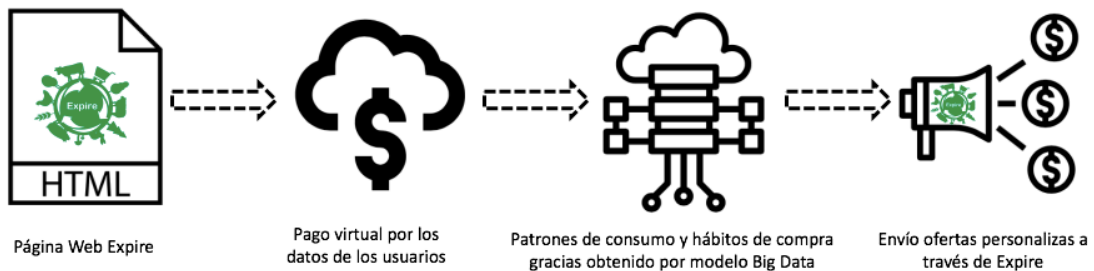 Expire
HTML
Página Web Expire
Pago virtual por los
datos de los usuarios
Patrones de consumo y hábitos de compra
gracias obtenido por modelo Big Data
Envío ofertas personalizas a
través de Expire
$
$
$
$
Expire